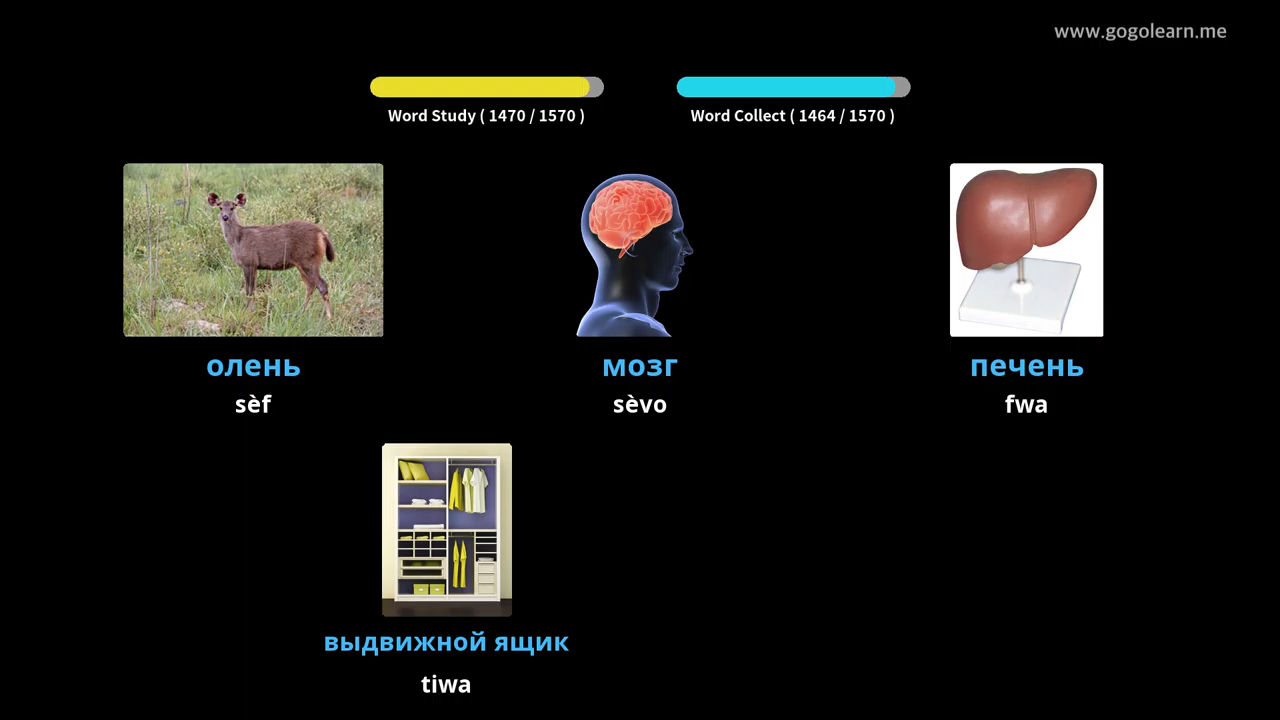 www.gogolearn.me
Word Study ( 1470 / 1570 )
Word Collect ( 1464 / 1570 )
олень
мозг
печень
sèf
sèvo
fwa
выдвижной ящик
tiwa